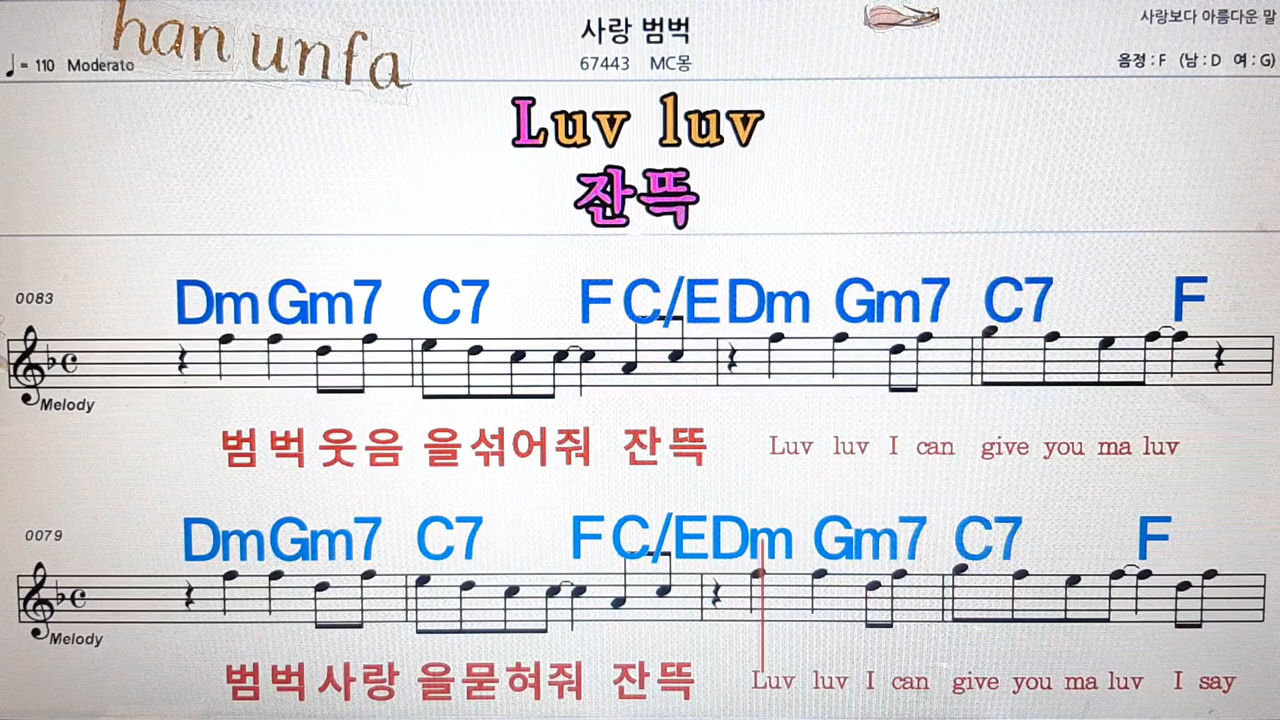 han unfa
사랑 범벅
사랑보다 아름다운 말
♩= 110 Moderato
67443 MC몽
음정 : F (남 : D 여 : G)
Luv luv
잔뜩
0083
Dm Gm7 C7 F C/E Dm Gm7 C7 F
Melody
범벅 웃음 을섞어줘 잔뜩 Luv luv I can give you ma luv
0079
Dm Gm7 C7 F C/E Dm Gm7 C7 F
Melody
범벅 사랑 을묻혀줘 잔뜩 Luv luv I can give you ma luv I say